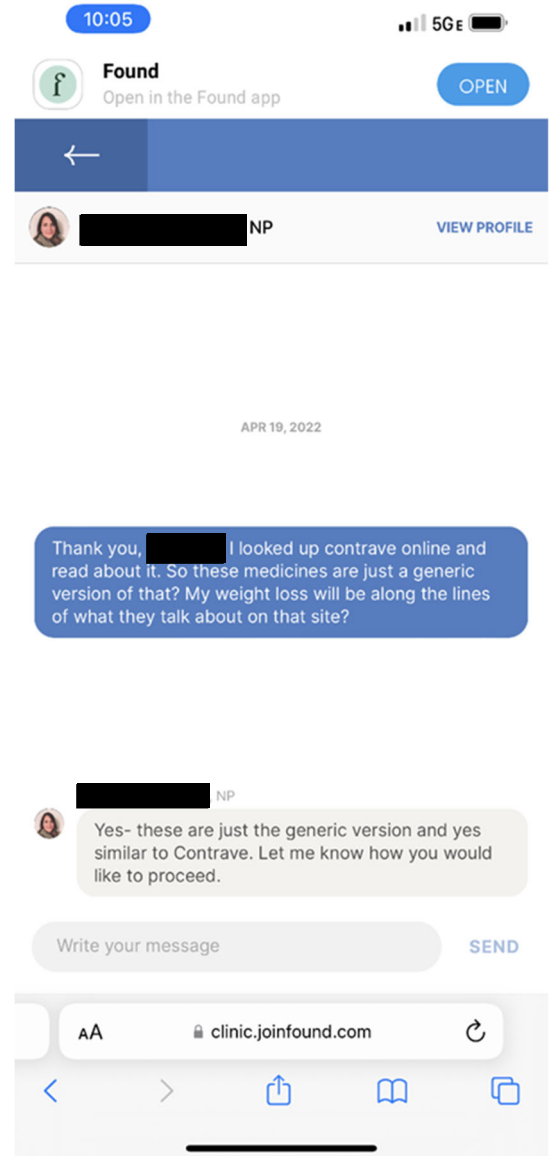 10:05
5GE
f
Found
Open in the Found app
OPEN
NP
VIEW PROFILE
APR 19, 2022
Thank you, I looked up contrave online and
read about it. So these medicines are just a generic
version of that? My weight loss will be along the lines
of what they talk about on that site?
NP
Yes- these are just the generic version and yes
similar to Contrave. Let me know how you would
like to proceed.
Write your message
SEND
AA
clinic.joinfound.com